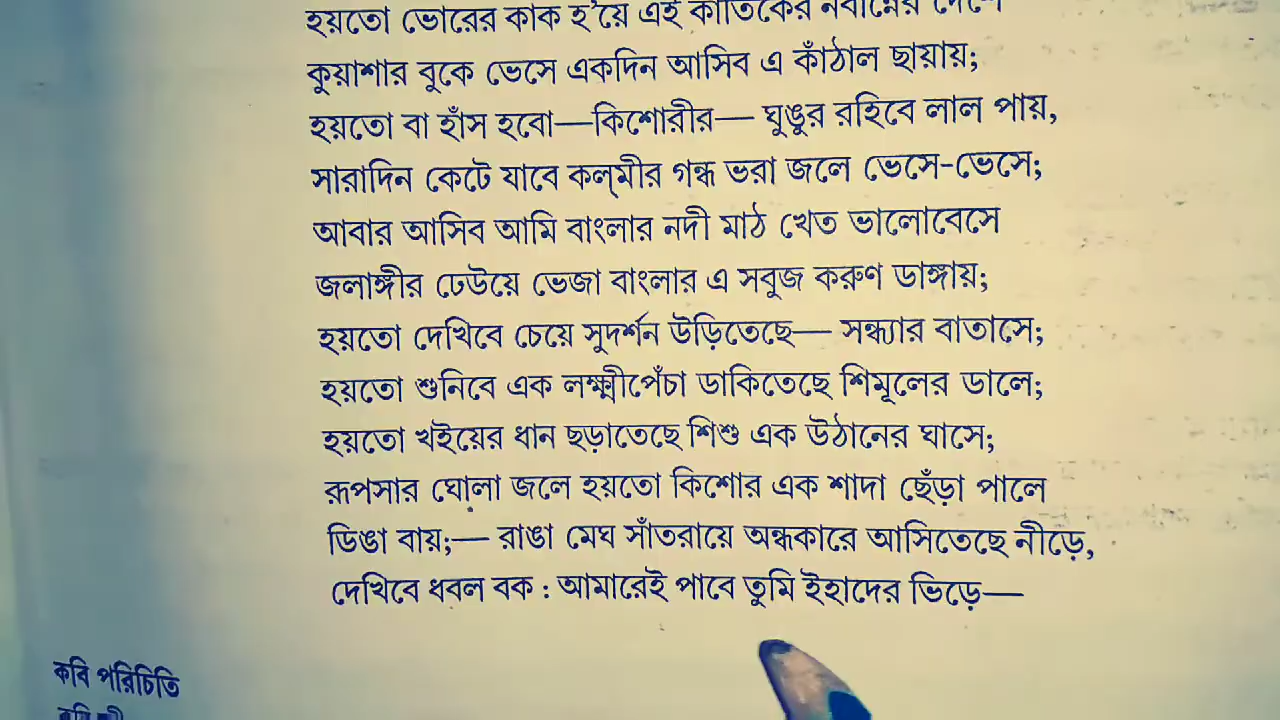 হয়তো ভোরের কাক হ'য়ে এই কার্তিকের নবান্নের দেশে
কুয়াশার বুকে ভেসে একদিন আসিব এ কাঁঠাল ছায়ায়;
হয়তো বা হাঁস হবো—কিশোরীর— ঘুঙুর রহিবে লাল পায়,
সারাদিন কেটে যাবে কল্‌মীর গন্ধ ভরা জলে ভেসে-ভেসে;
আবার আসিব আমি বাংলার নদী মাঠ খেত ভালোবেসে
জলাঙ্গীর ঢেউয়ে ভেজা বাংলার এ সবুজ করুণ ডাঙ্গায়;
হয়তো দেখিবে চেয়ে সুদর্শন উড়িতেছে— সন্ধ্যার বাতাসে;
হয়তো শুনিবে এক লক্ষ্মীপেঁচা ডাকিতেছে শিমূলের ডালে;
হয়তো খইয়ের ধান ছড়াতেছে শিশু এক উঠানের ঘাসে;
রূপসার ঘোলা জলে হয়তো কিশোর এক শাদা ছেঁড়া পালে
ডিঙা বায়;— রাঙা মেঘ সাঁতরায়ে অন্ধকারে আসিতেছে নীড়ে,
দেখিবে ধবল বক : আমারেই পাবে তুমি ইহাদের ভিড়ে—
কবি পরিচিতি